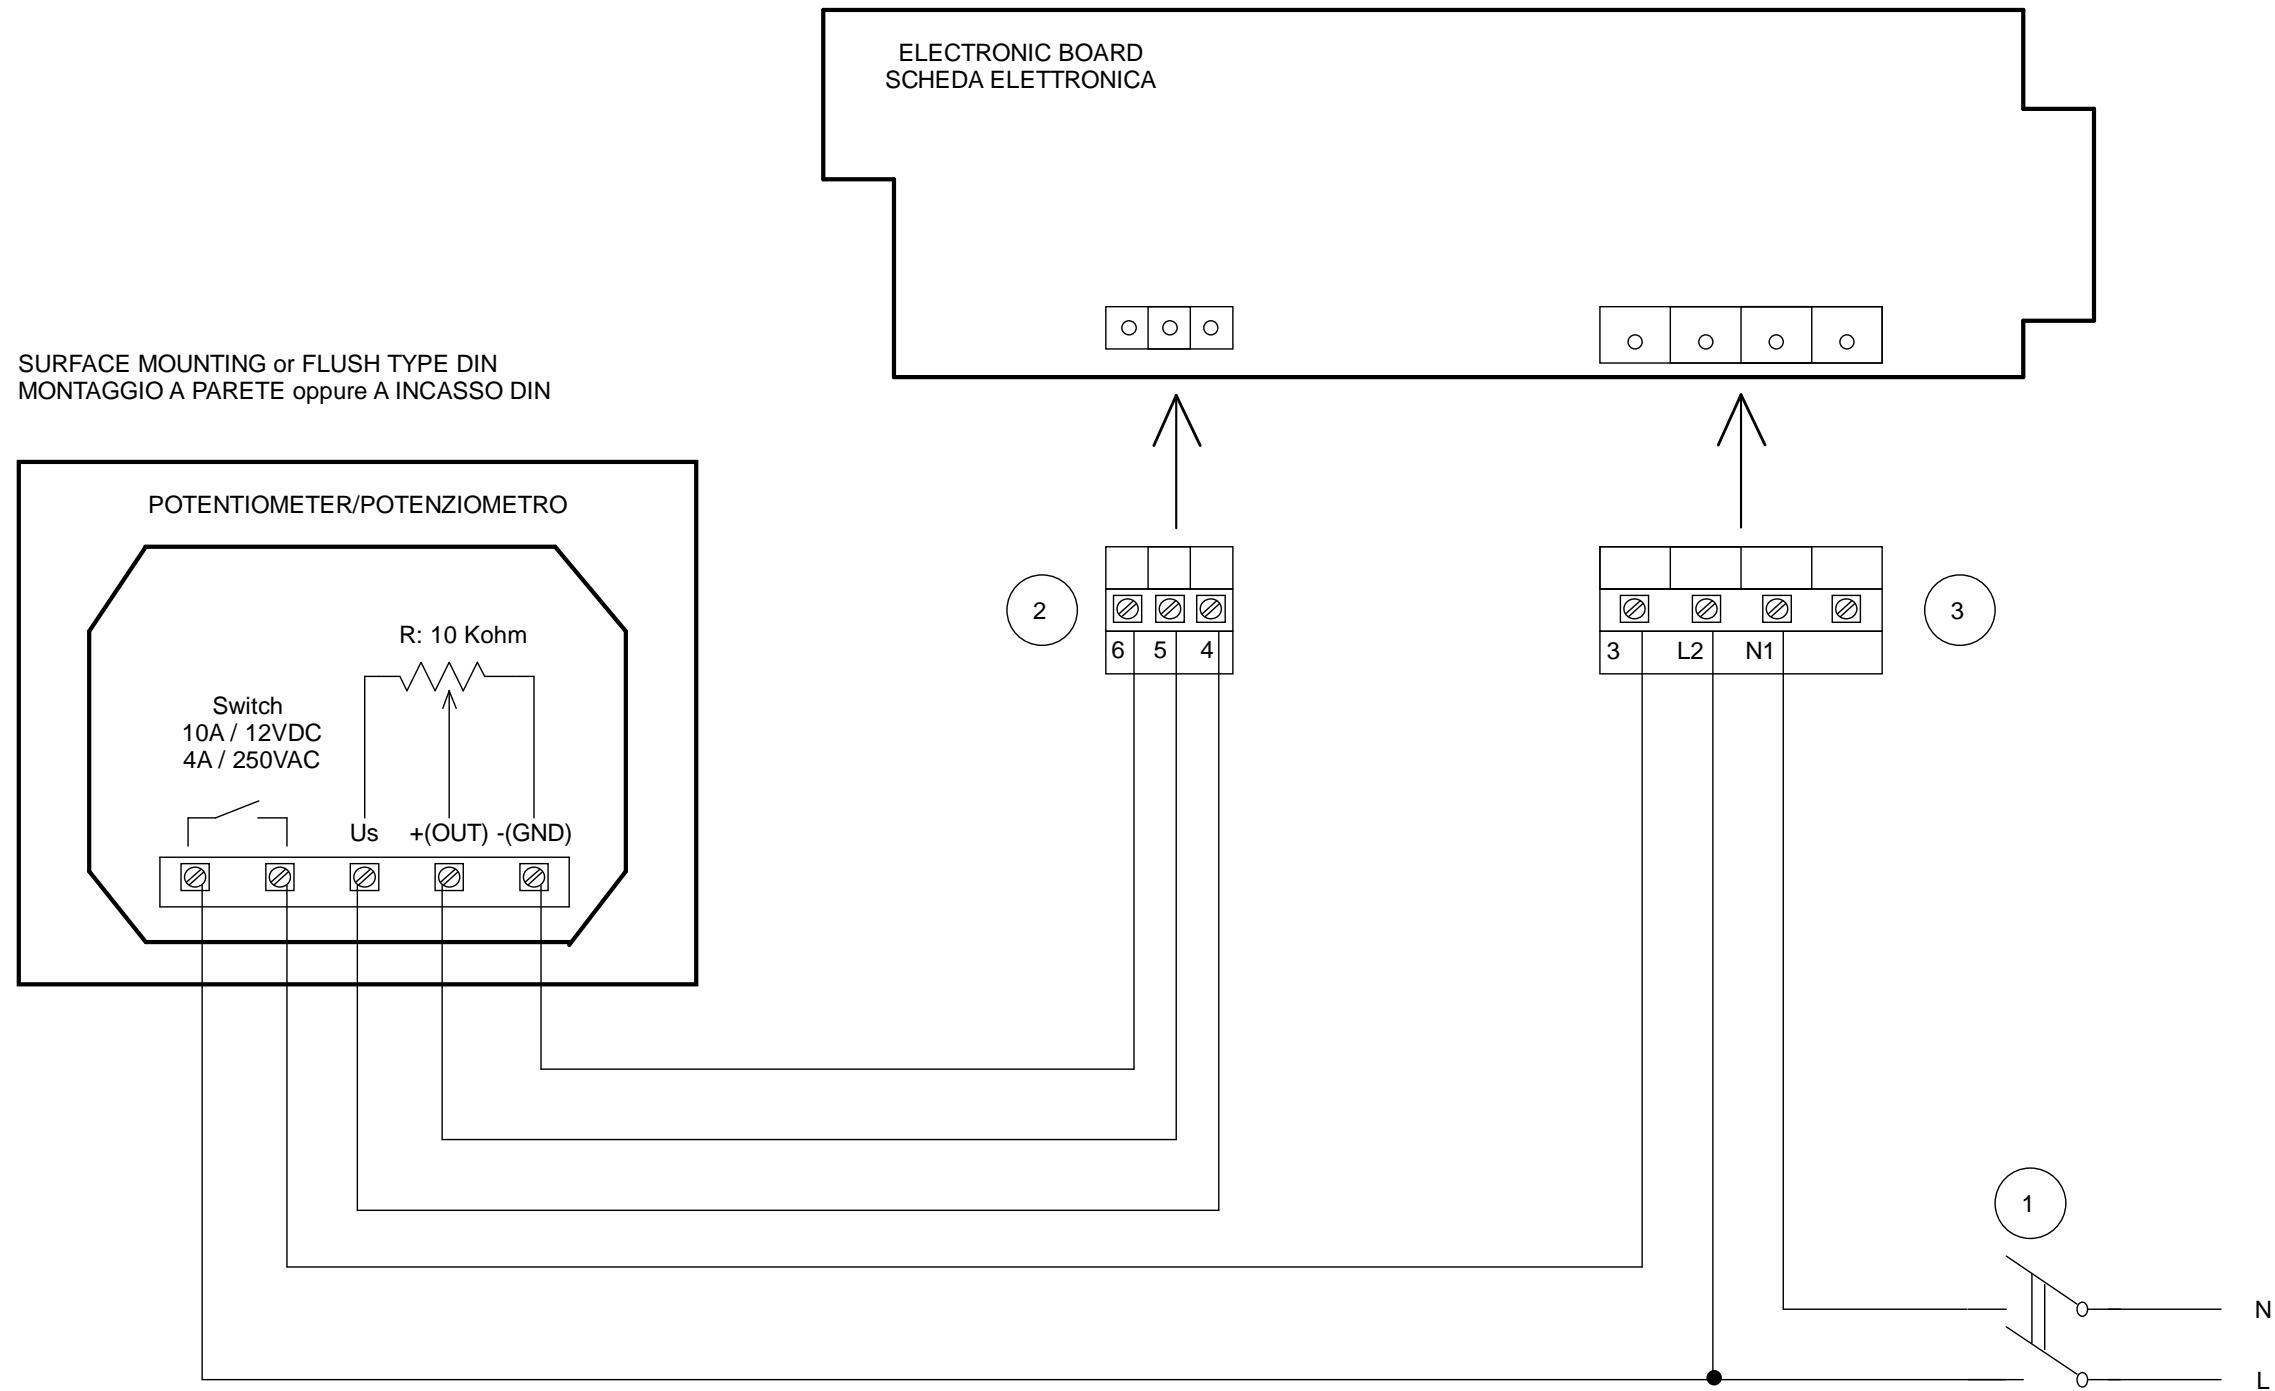 ELECTRONIC BOARD
SCHEDA ELETTRONICA
SURFACE MOUNTING or FLUSH TYPE DIN
MONTAGGIO A PARETE oppure A INCASSO DIN
POTENTIOMETER/POTENZIOMETRO
R: 10 Kohm
Switch
10A / 12VDC
4A / 250VAC
Us +(OUT) -(GND)
2
6 5 4
3
3 L2 N1
1
N
L